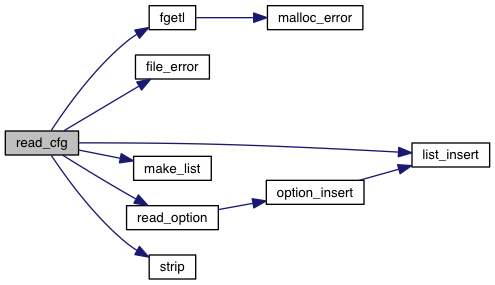 fgetl
malloc_error
file_error
read_cfg
list_insert
make_list
option_insert
read_option
strip